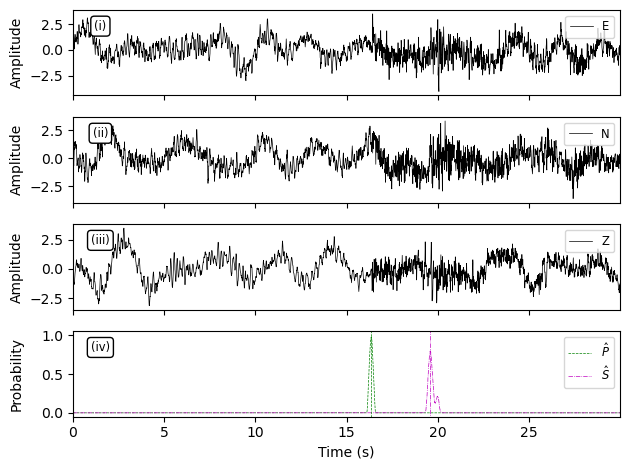 Amplitude
2.5
0.0
−2.5
(i)
E
Amplitude
2.5
0.0
−2.5
(ii)
N
Amplitude
2.5
0.0
−2.5
(iii)
Z
Probability
1.0
0.5
0.0
(iv)
P̂
Ŝ
0 5 10 15 20 25
Time (s)